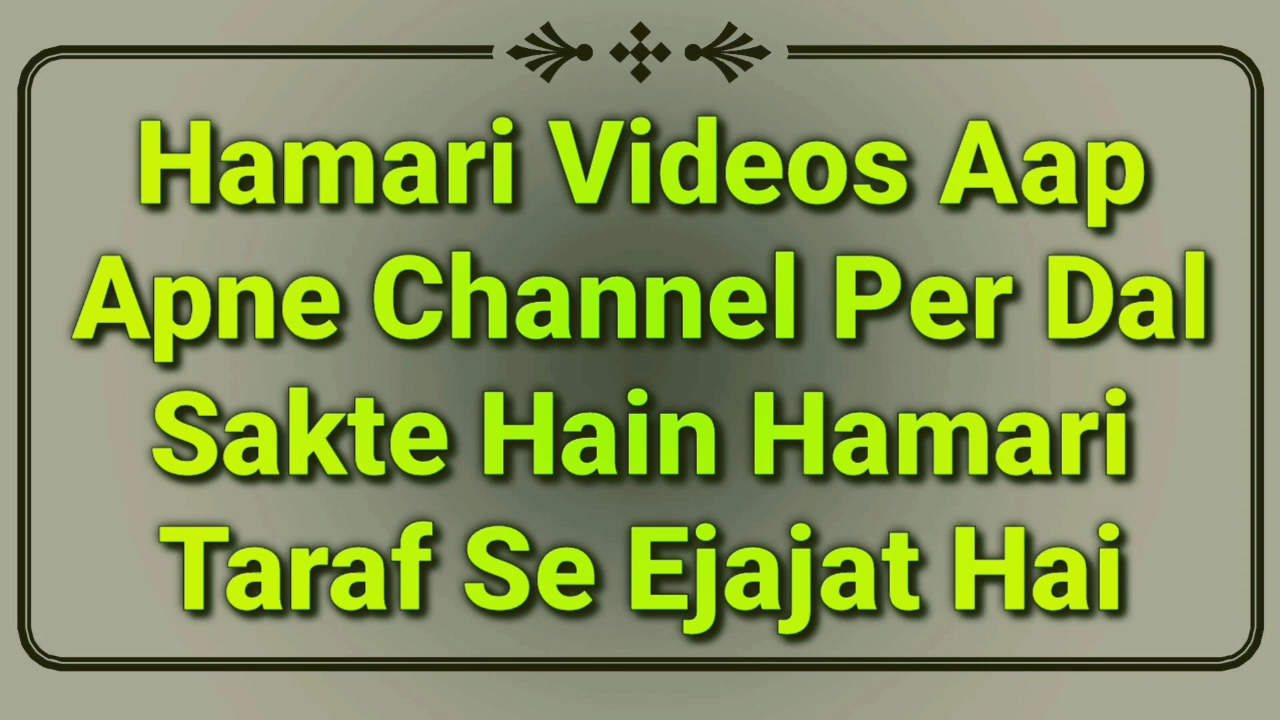 Hamari Videos Aap
Apne Channel Per Dal
Sakte Hain Hamari
Taraf Se Ejajat Hai